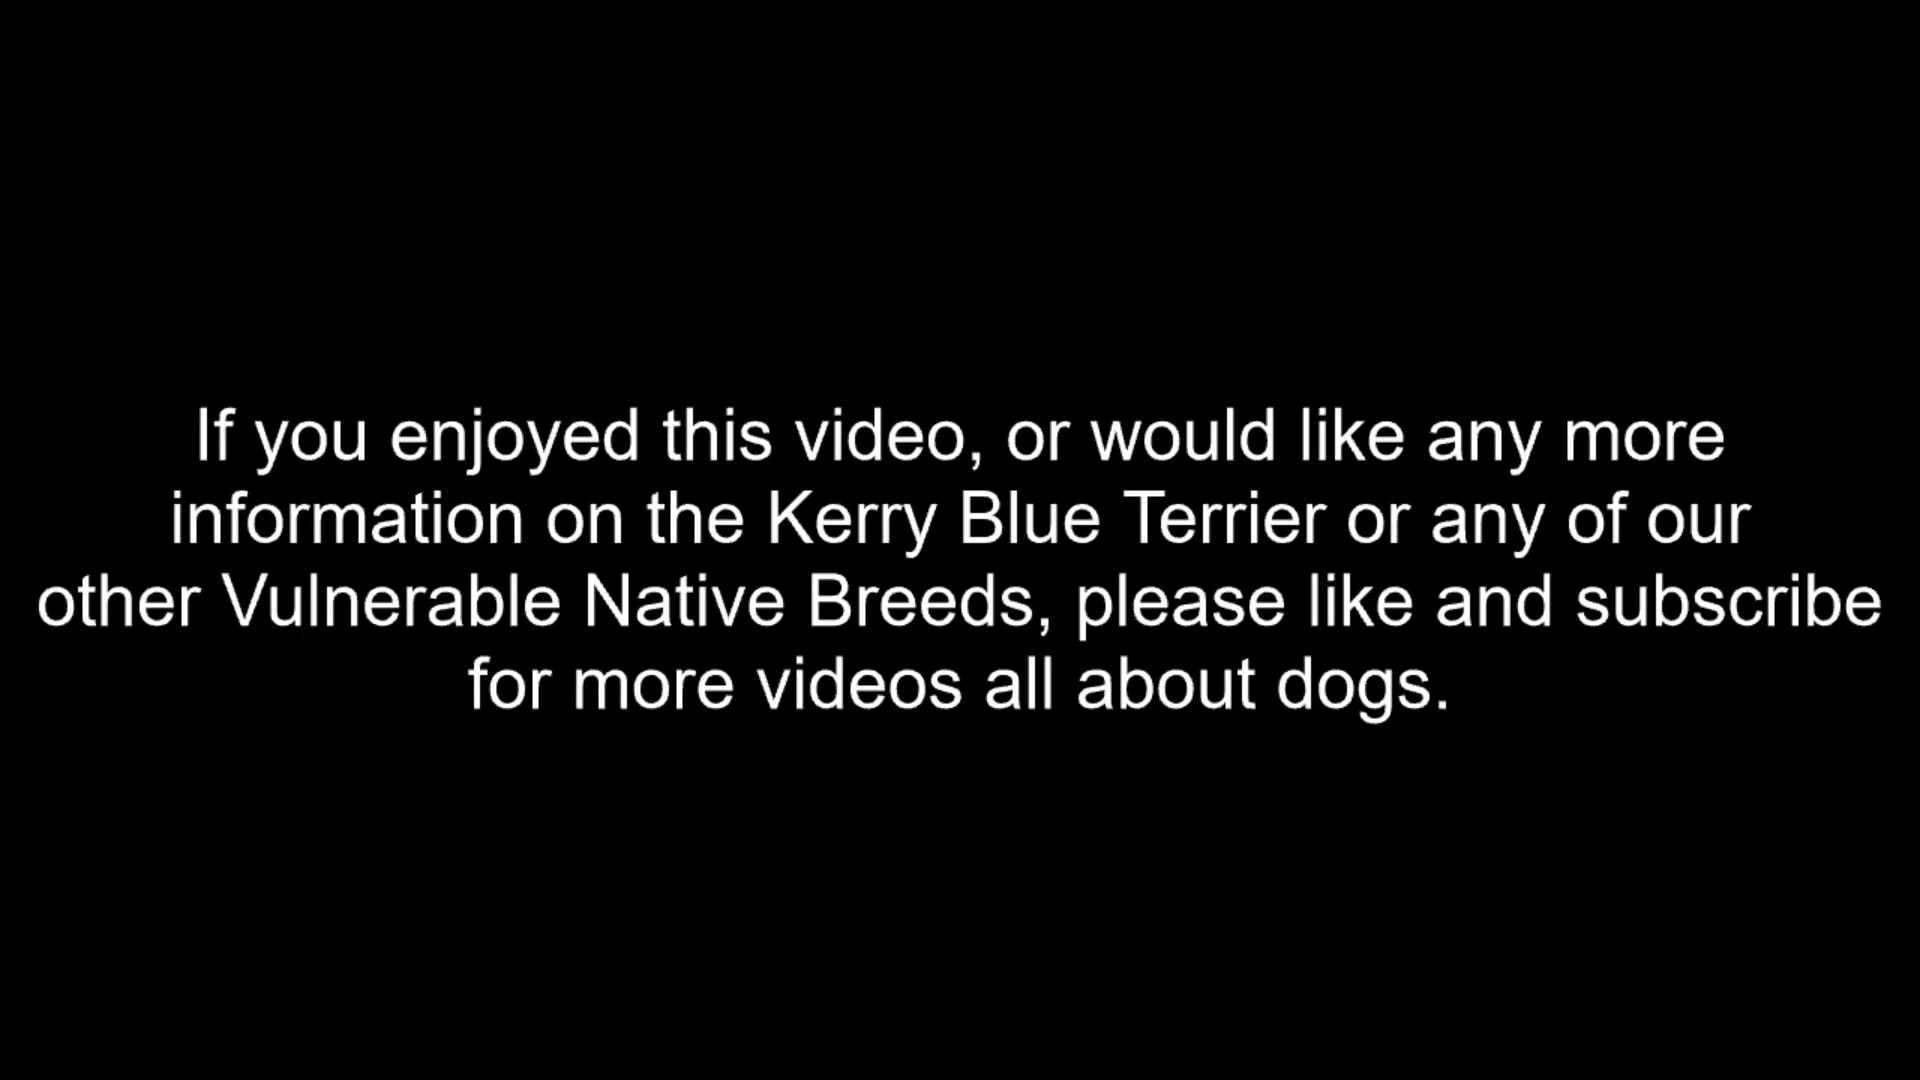 If you enjoyed this video, or would like any more
information on the Kerry Blue Terrier or any of our
other Vulnerable Native Breeds, please like and subscribe
for more videos all about dogs.